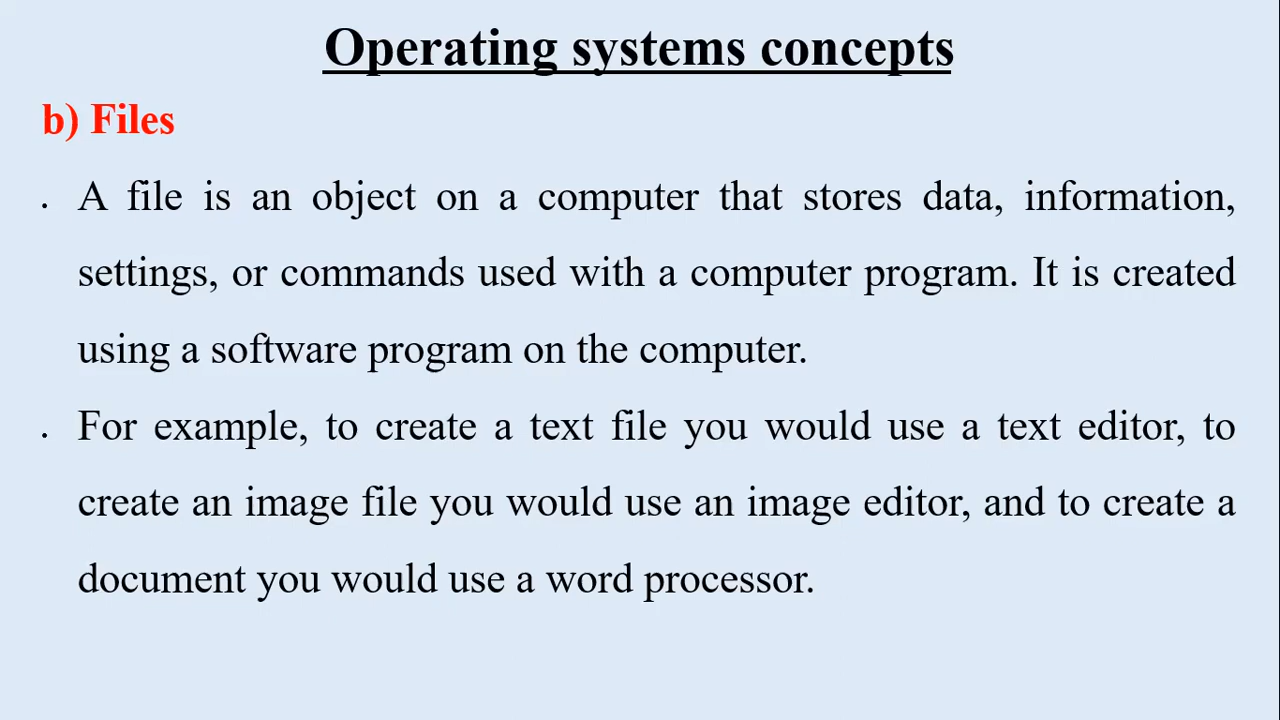 Operating systems concepts
b) Files
. A file is an object on a computer that stores data, information,
settings, or commands used with a computer program. It is created
using a software program on the computer.
. For example, to create a text file you would use a text editor, to
create an image file you would use an image editor, and to create a
document you would use a word processor.